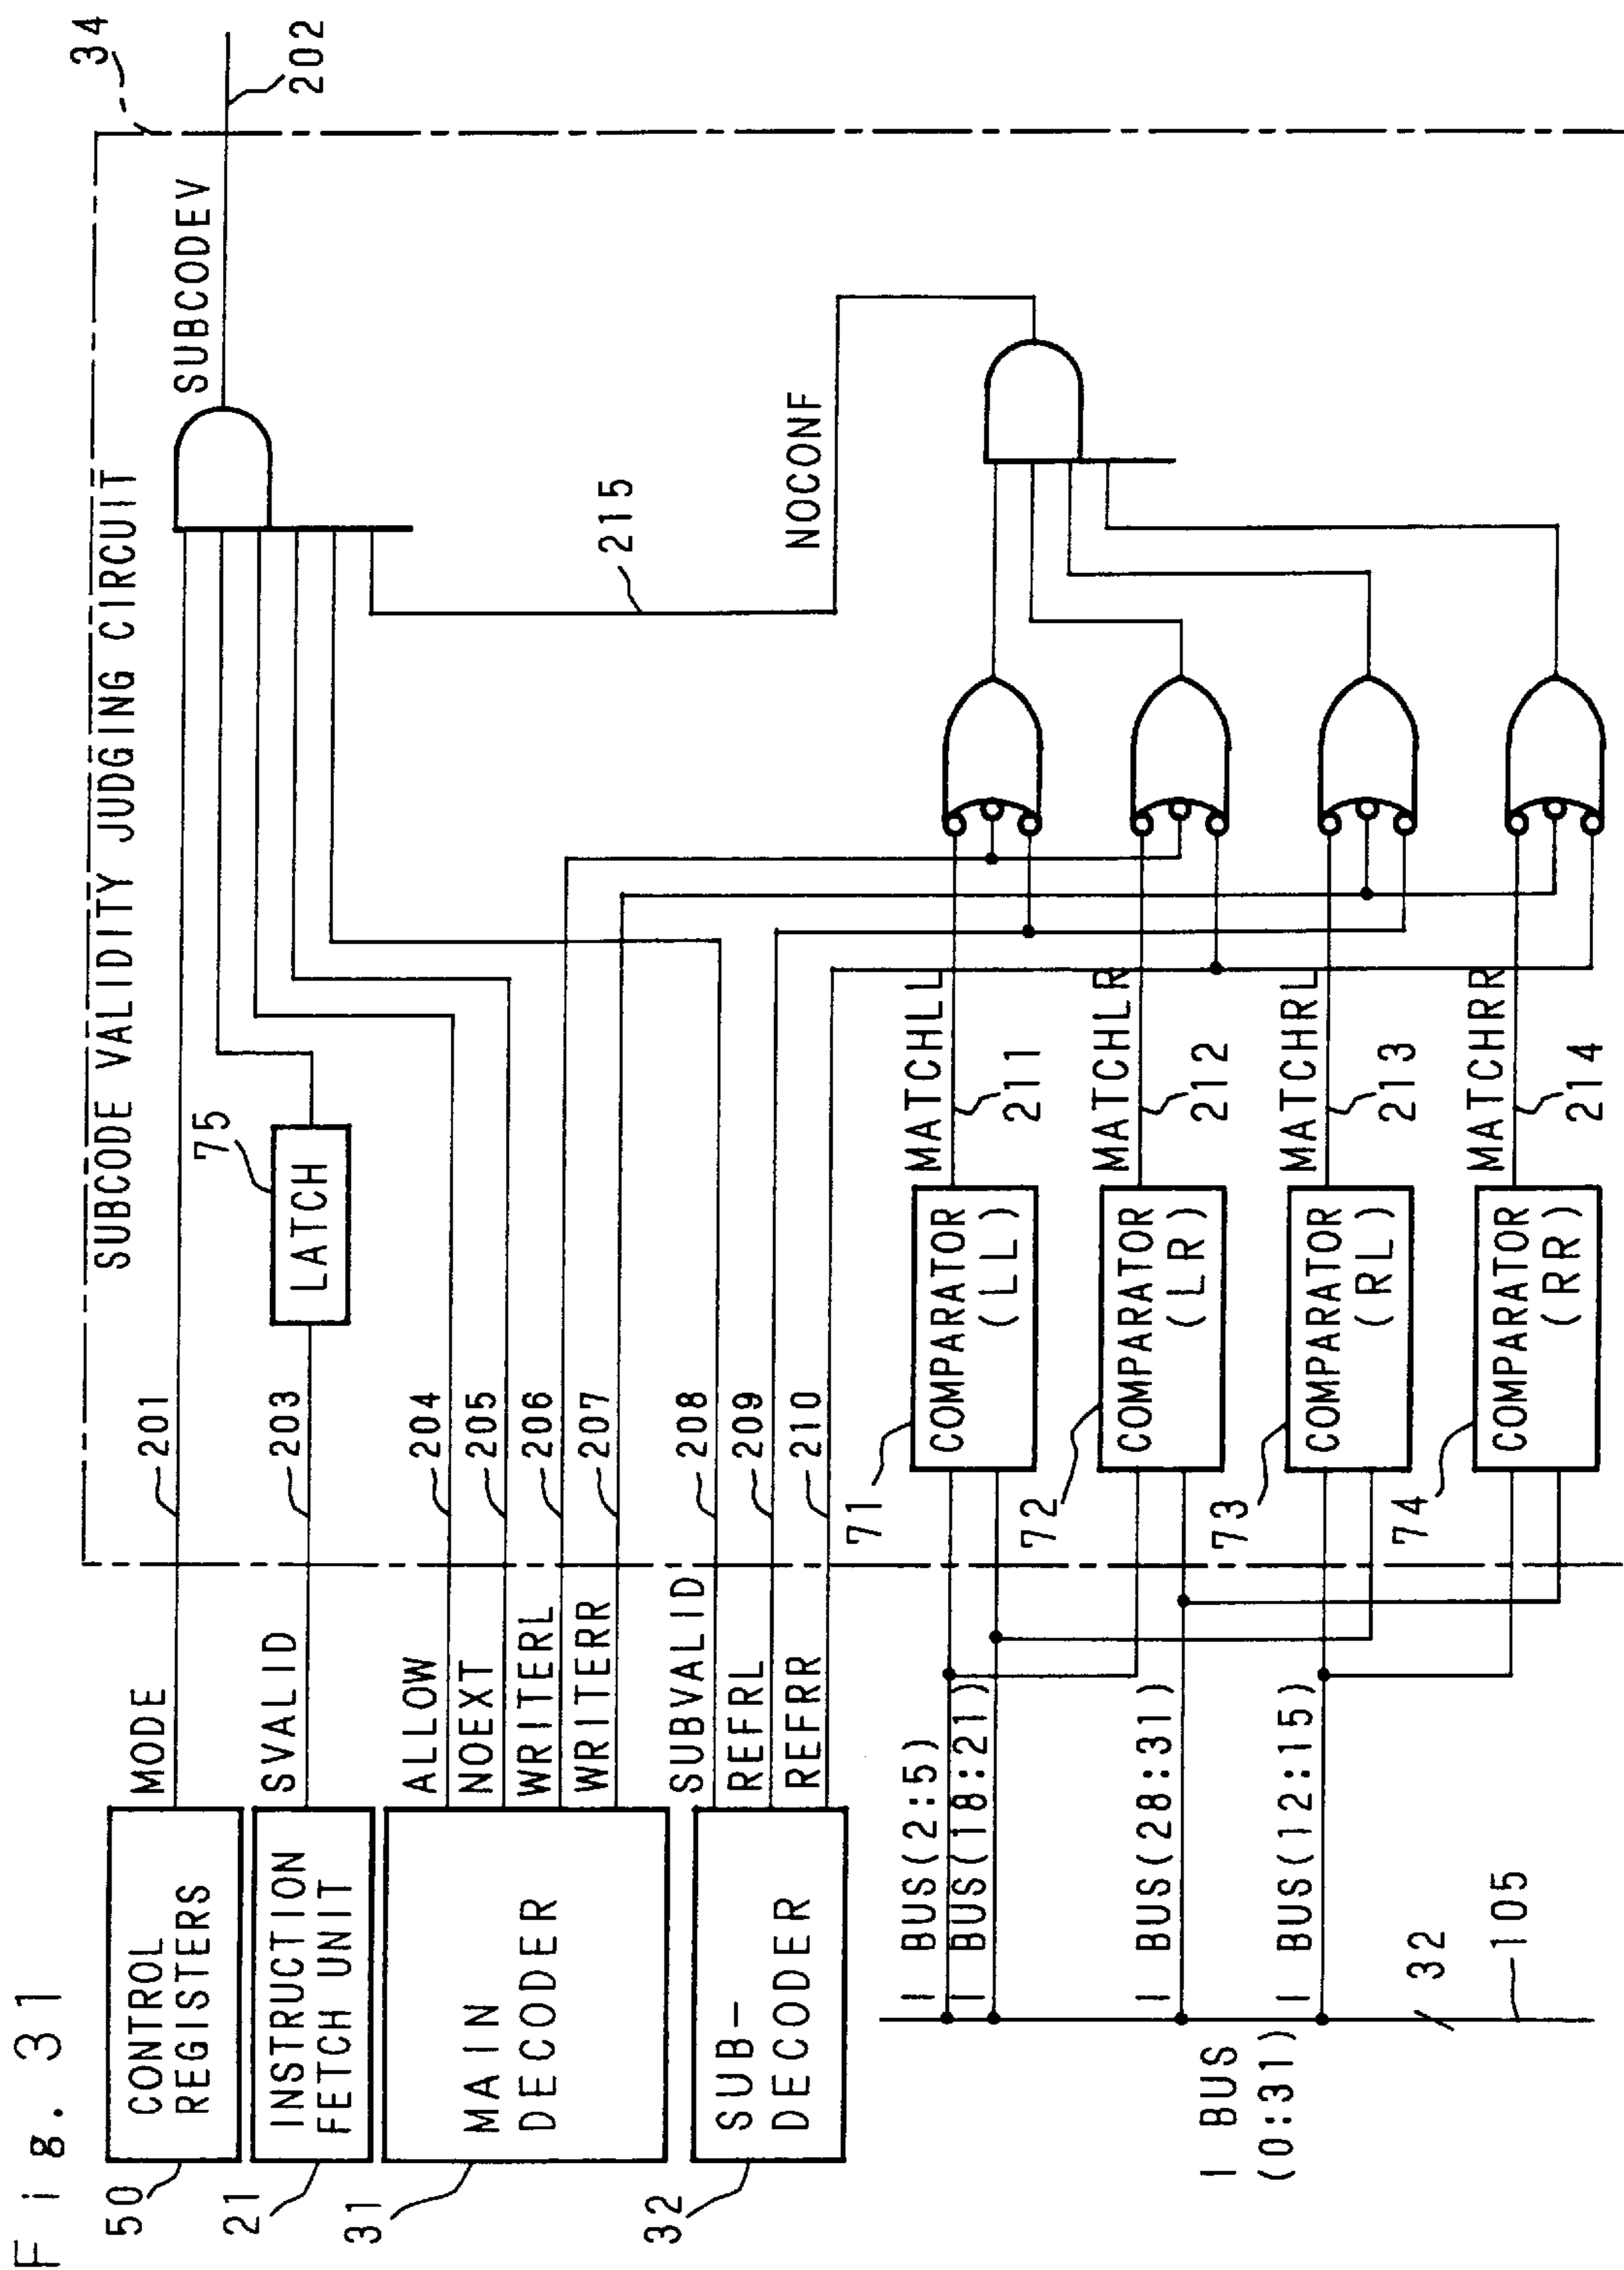 Fig. 31
34
SUBCODE VALIDITY JUDGING CIRCUIT
SUBCODEV
202
50
CONTROL
REGISTERS
MODE
201
21
INSTRUCTION
FETCH UNIT
SVALID
203
75
LATCH
31
MAIN
DECODER
ALLOW
204
NOEXT
205
WRITERL
206
WRITERR
207
32
SUB-
DECODER
SUBVALID
208
REFRL
209
REFRR
210
215
NOCONF
I BUS(2:5)
I BUS(18:21)
71
COMPARATOR
(LL)
MATCHLL
211
I BUS(28:31)
72
COMPARATOR
(LR)
MATCHLR
212
I BUS(12:15)
73
COMPARATOR
(RL)
MATCHRL
213
74
COMPARATOR
(RR)
MATCHRR
214
I BUS
(0:31)
32
105